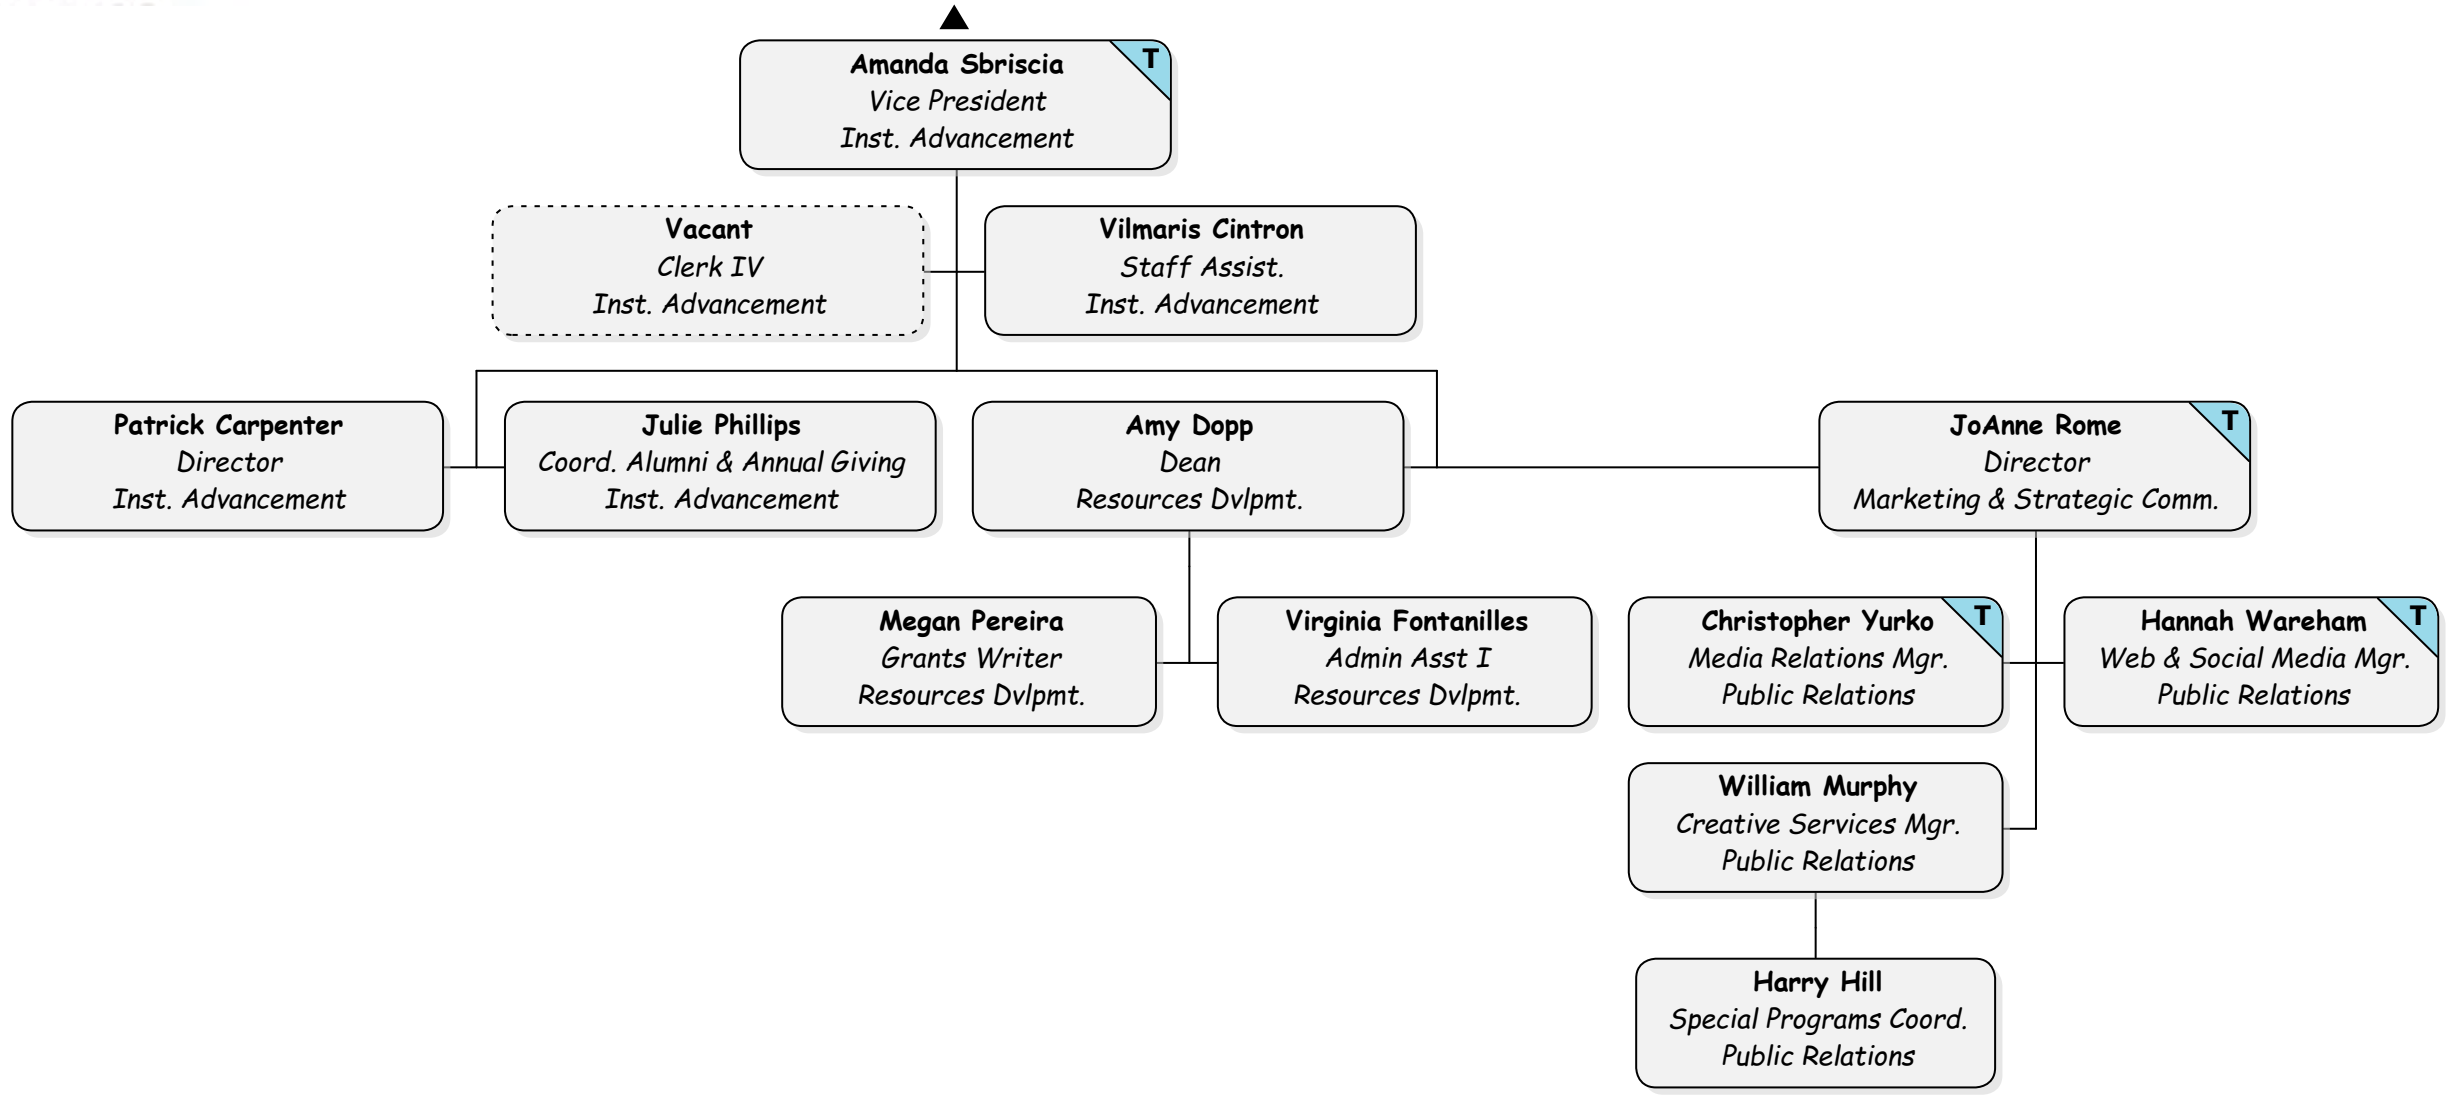 Amanda Sbriscia
T
Vice President
Inst. Advancement
Vacant
Clerk IV
Inst. Advancement
Vilmaris Cintron
Staff Assist.
Inst. Advancement
Patrick Carpenter
Director
Inst. Advancement
Julie Phillips
Coord. Alumni & Annual Giving
Inst. Advancement
Amy Dopp
Dean
Resources Dvlpmt.
JoAnne Rome
T
Director
Marketing & Strategic Comm.
Megan Pereira
Grants Writer
Resources Dvlpmt.
Virginia Fontanilles
Admin Asst I
Resources Dvlpmt.
Christopher Yurko
T
Media Relations Mgr.
Public Relations
Hannah Wareham
T
Web & Social Media Mgr.
Public Relations
William Murphy
Creative Services Mgr.
Public Relations
Harry Hill
Special Programs Coord.
Public Relations